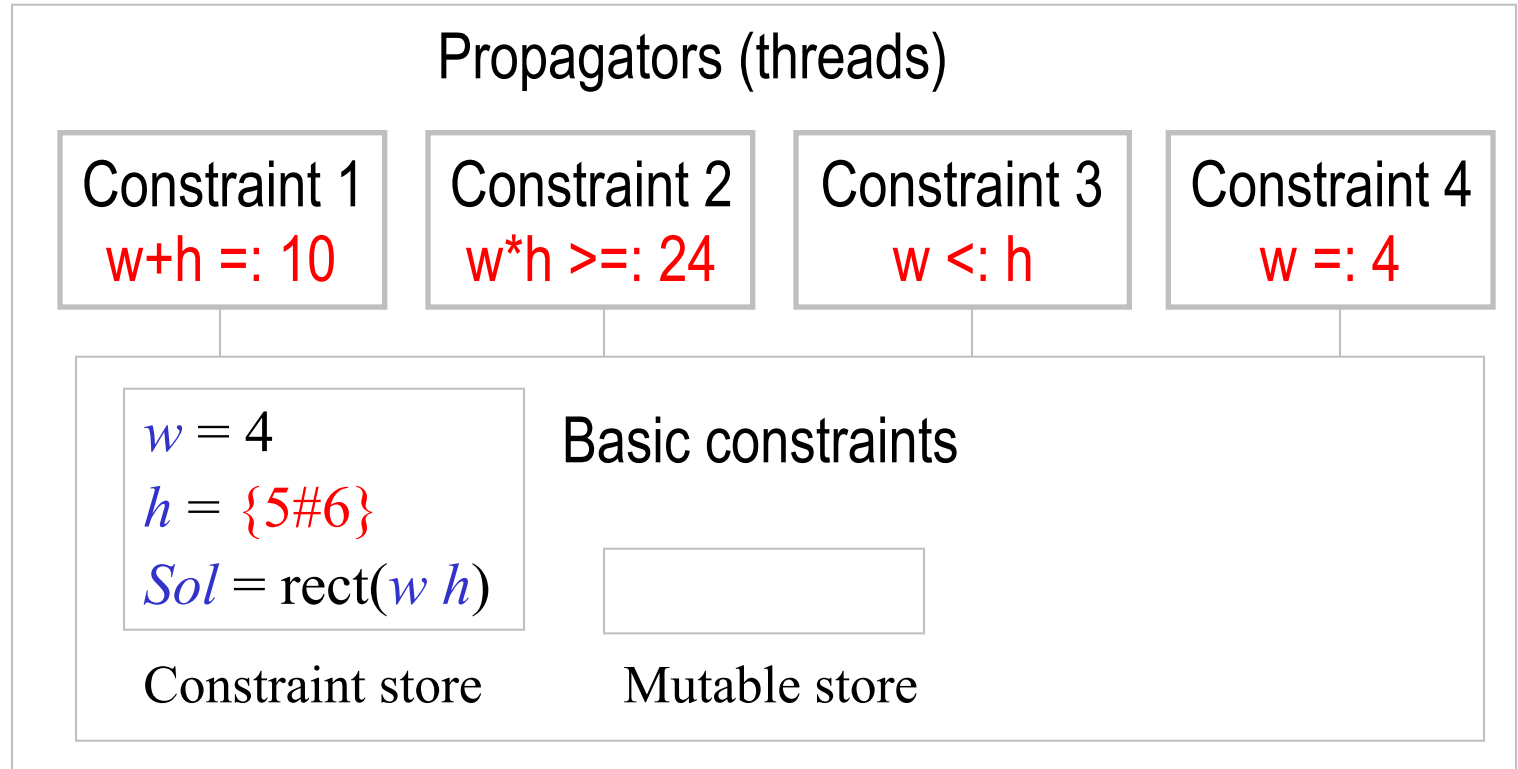 Propagators (threads)
Constraint 1
w+h =: 10
Constraint 2
w*h >=: 24
Constraint 3
w <: h
Constraint 4
w =: 4
w = 4
h = {5#6}
Sol = rect(w h)
Basic constraints
Constraint store
Mutable store